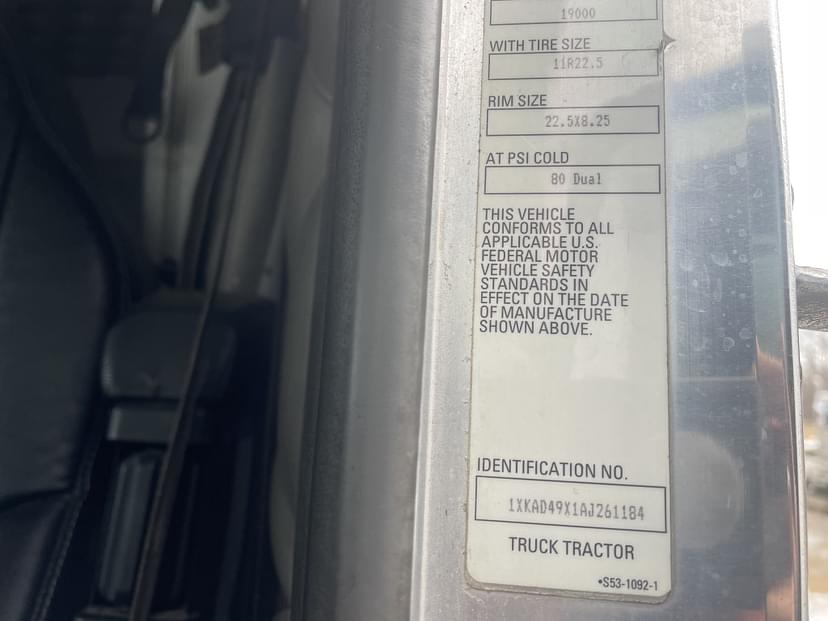 19000
WITH TIRE SIZE
11R22.5
RIM SIZE
22.5X8.25
AT PSI COLD
80 Dual
THIS VEHICLE
CONFORMS TO ALL
APPLICABLE U.S.
FEDERAL MOTOR
VEHICLE SAFETY
STANDARDS IN
EFFECT ON THE DATE
OF MANUFACTURE
SHOWN ABOVE.
IDENTIFICATION NO.
1XKAD49X1AJ261184
TRUCK TRACTOR
•S53-1092-1